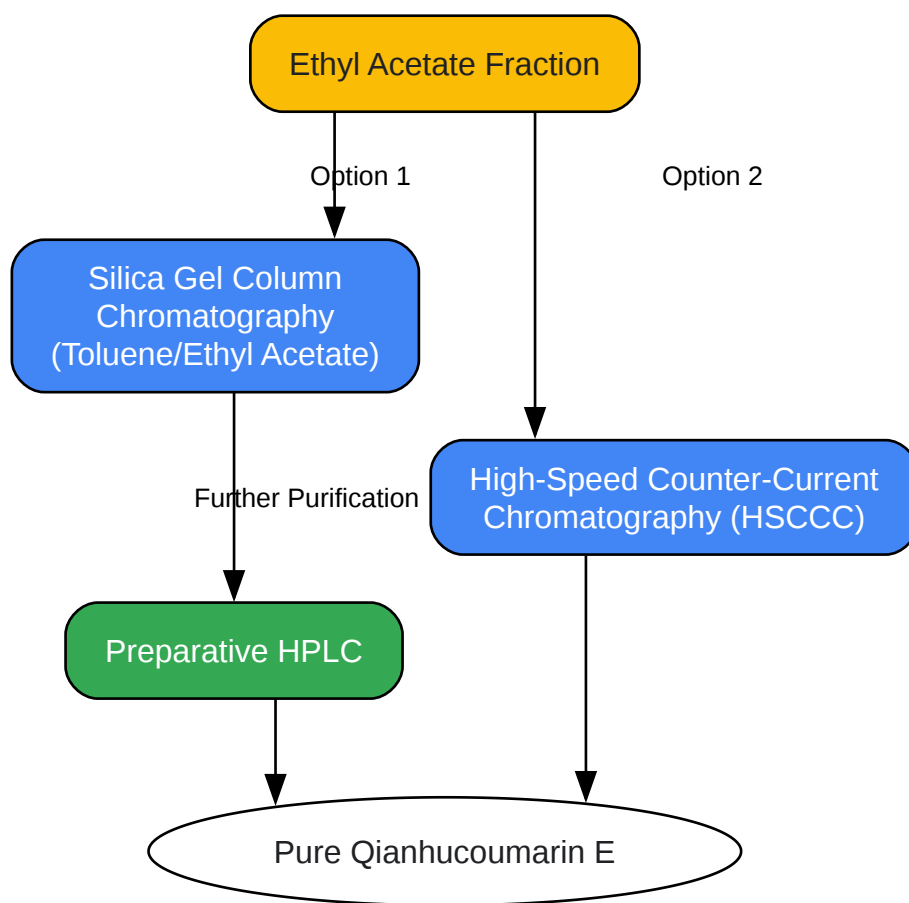 Ethyl Acetate Fraction
Option 1
Option 2
Silica Gel Column
Chromatography
(Toluene/Ethyl Acetate)
High-Speed Counter-Current
Chromatography (HSCCC)
Further Purification
Preparative HPLC
Pure Qianhucoumarin E